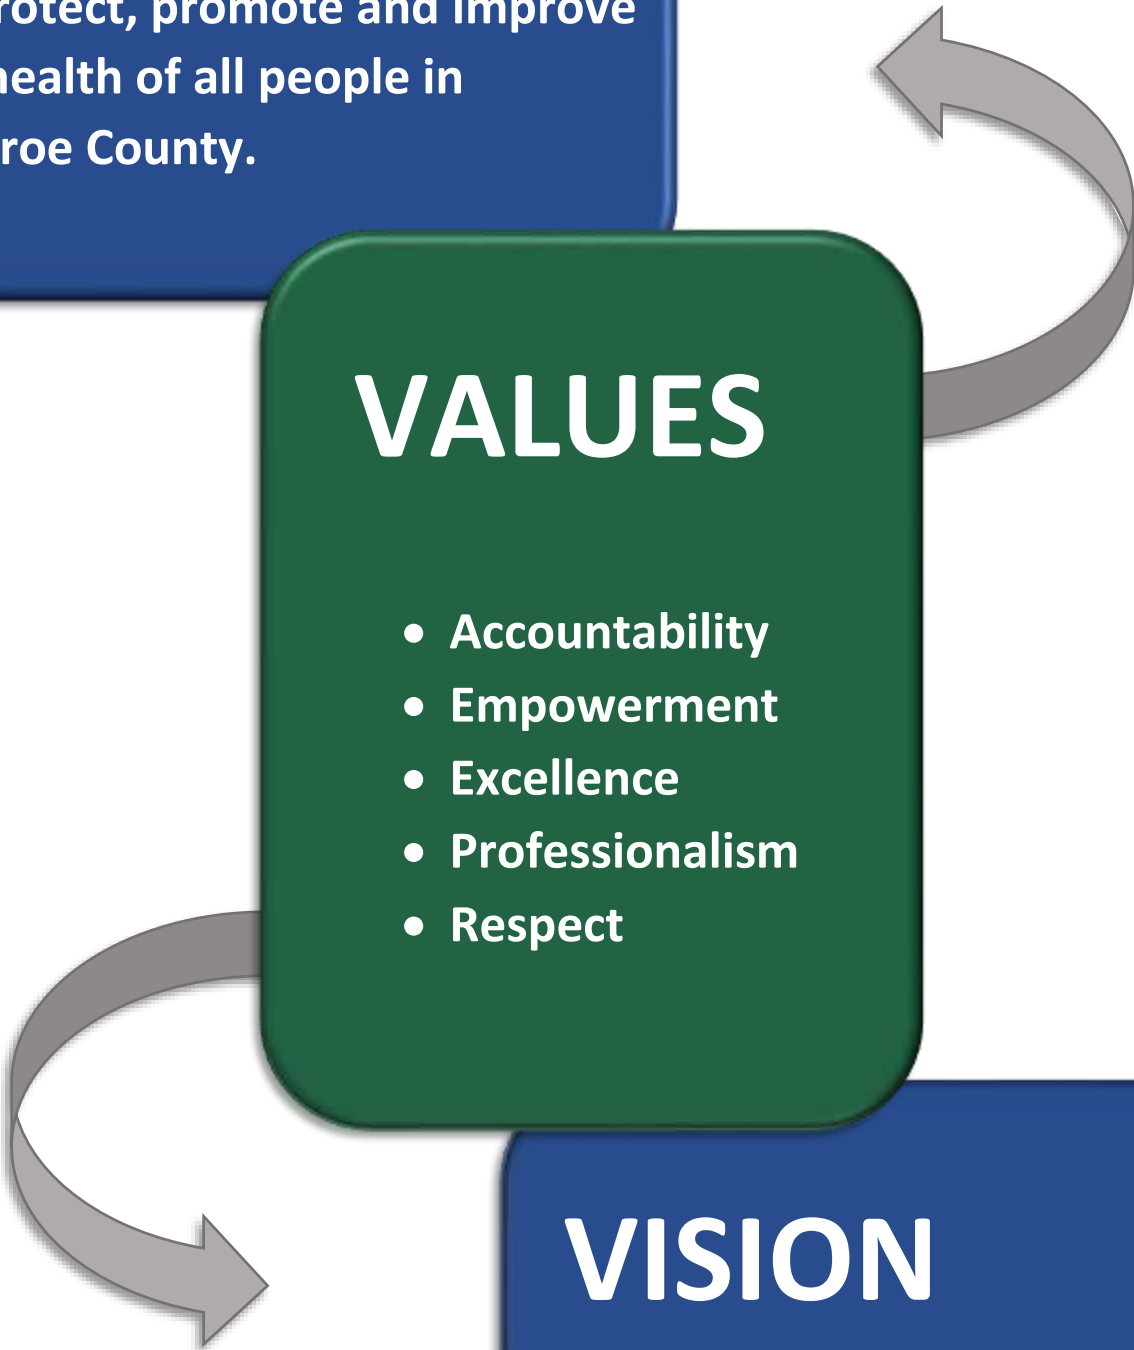 rotect, promote and improve
health of all people in
roe County.
VALUES
• Accountability
• Empowerment
• Excellence
• Professionalism
• Respect
VISION